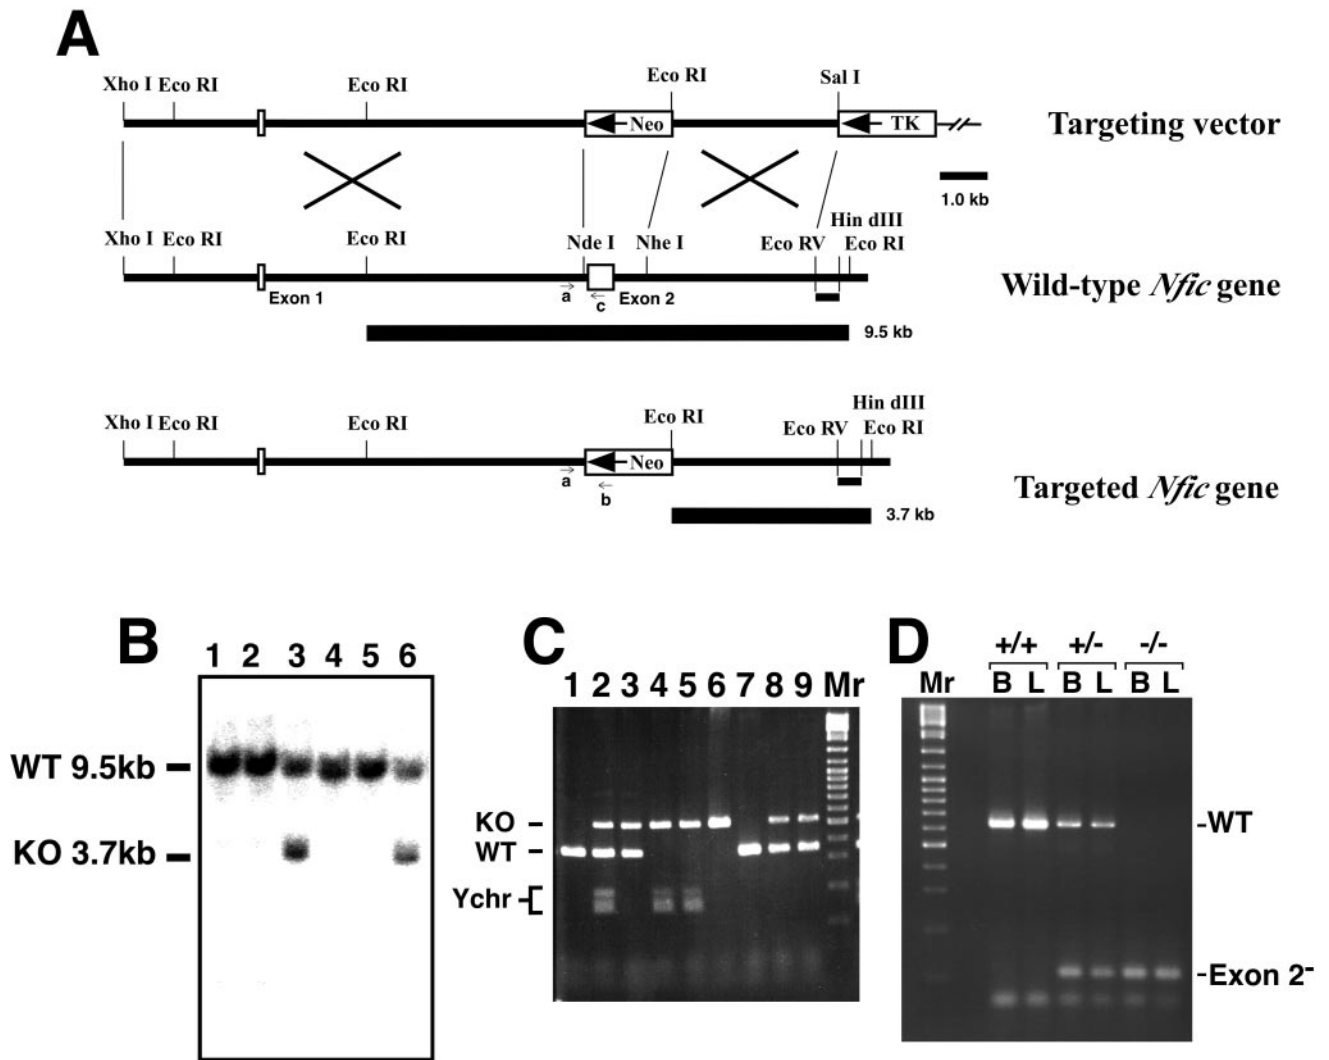 A
Xho I Eco RI Eco RI Eco RI Sal I
Neo TK
Targeting vector
1.0 kb
Hin dIII
Xho I Eco RI Eco RI Nde I Nhe I Eco RV Eco RI
Exon 1 a c Exon 2
Wild-type Nfic gene
9.5 kb
Hin dIII
Xho I Eco RI Eco RI Eco RI Eco RV Eco RI
Neo
a b
Targeted Nfic gene
3.7 kb
B
1 2 3 4 5 6
WT 9.5kb
KO 3.7kb
C
1 2 3 4 5 6 7 8 9 Mr
KO
WT
Ychr
D
+/+ +/- -/-
Mr B L B L B L
-WT
-Exon 2-